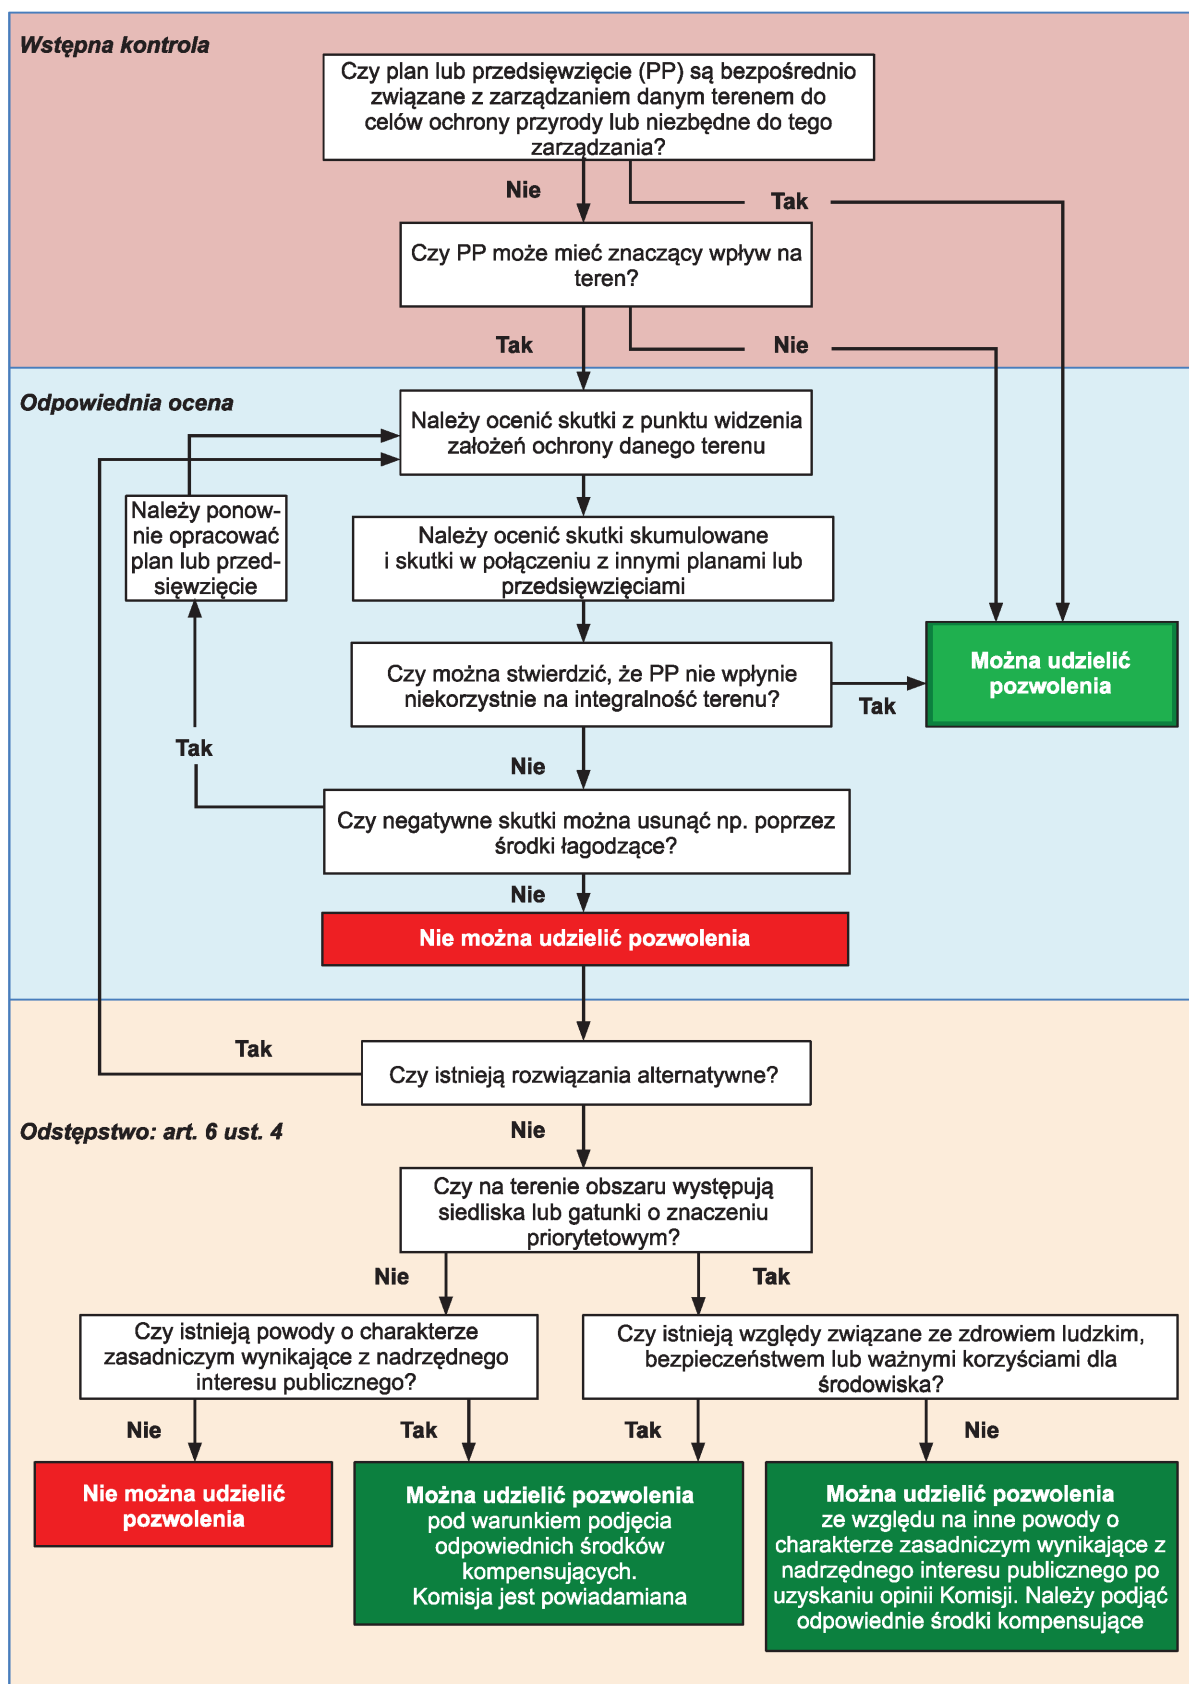 Wstępna kontrola
Czy plan lub przedsięwzięcie (PP) są bezpośrednio
związane z zarządzaniem danym terenem do
celów ochrony przyrody lub niezbędne do tego
zarządzania?
Nie
Tak
Czy PP może mieć znaczący wpływ na
teren?
Tak
Nie
Odpowiednia ocena
Należy ocenić skutki z punktu widzenia
założeń ochrony danego terenu
Należy ponow-
nie opracować
plan lub przed-
sięwzięcie
Należy ocenić skutki skumulowane
i skutki w połączeniu z innymi planami lub
przedsięwzięciami
Czy można stwierdzić, że PP nie wpłynie
niekorzystnie na integralność terenu?
Tak
Można udzielić
pozwolenia
Tak
Nie
Czy negatywne skutki można usunąć np. poprzez
środki łagodzące?
Nie
Nie można udzielić pozwolenia
Tak
Czy istnieją rozwiązania alternatywne?
Odstępstwo: art. 6 ust. 4
Nie
Czy na terenie obszaru występują
siedliska lub gatunki o znaczeniu
priorytetowym?
Nie
Tak
Czy istnieją powody o charakterze
zasadniczym wynikające z nadrzędnego
interesu publicznego?
Czy istnieją względy związane ze zdrowiem ludzkim,
bezpieczeństwem lub ważnymi korzyściami dla
środowiska?
Nie
Tak
Tak
Nie
Nie można udzielić
pozwolenia
Można udzielić pozwolenia
pod warunkiem podjęcia
odpowiednich środków
kompensujących.
Komisja jest powiadamiana
Można udzielić pozwolenia
ze względu na inne powody o
charakterze zasadniczym wynikające z
nadrzędnego interesu publicznego po
uzyskaniu opinii Komisji. Należy podjąć
odpowiednie środki kompensujące